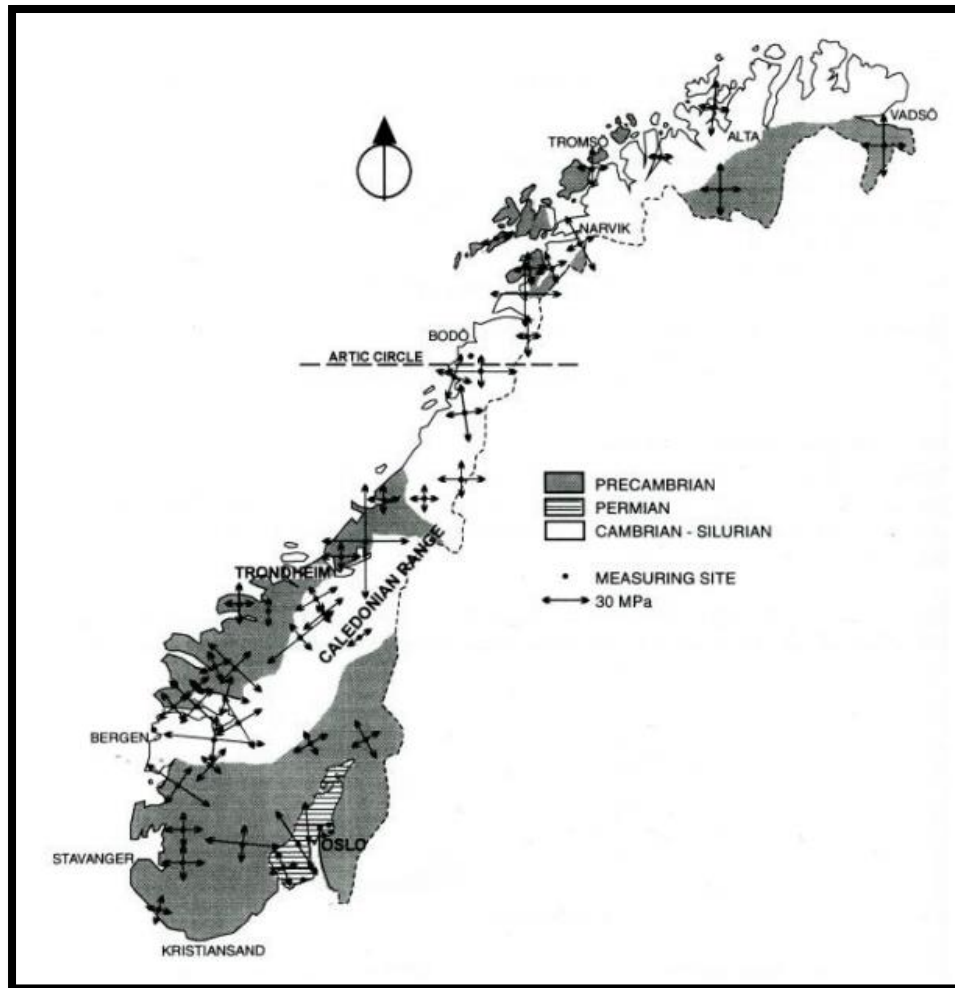 VADSÖ
ALTA
TROMSÖ
NARVIK
BODÖ
ARTIC CIRCLE
PRECAMBRIAN
PERMIAN
CAMBRIAN - SILURIAN
MEASURING SITE
30 MPa
TRONDHEIM
CALEDONIAN RANGE
BERGEN
OSLO
STAVANGER
KRISTIANSAND